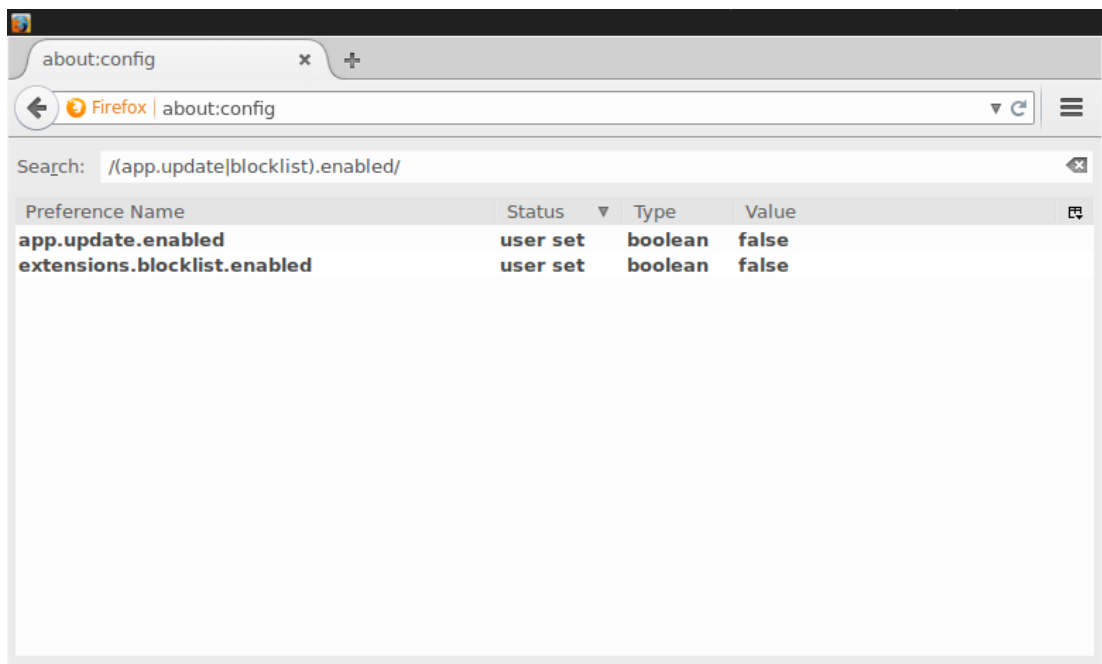 about:config
Firefox about:config
Search: /(app.update|blocklist).enabled/
Preference Name Status Type Value
app.update.enabled user set boolean false
extensions.blocklist.enabled user set boolean false